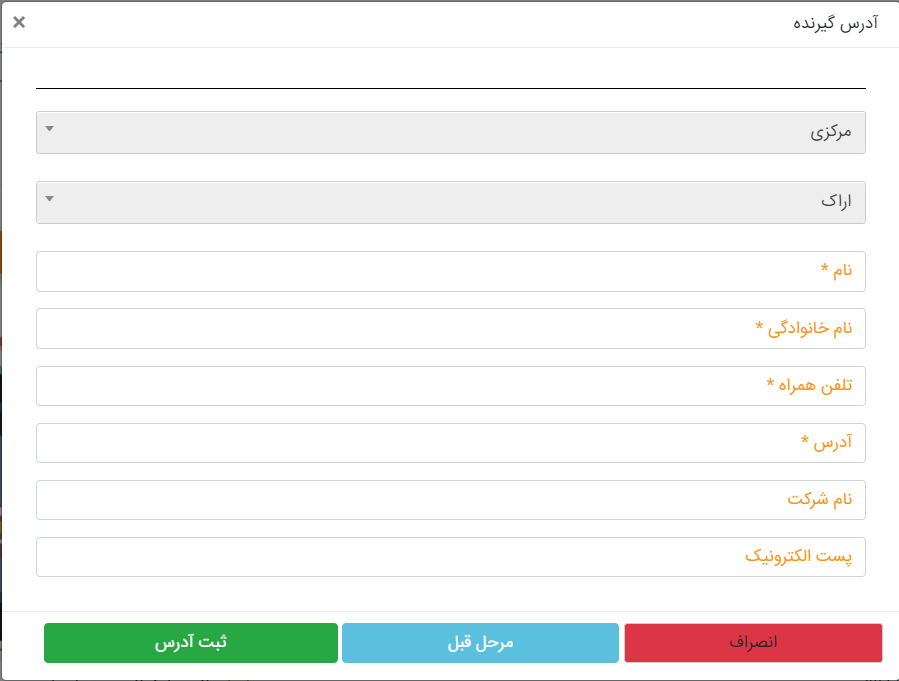 آدرس گیرنده ×
مرکزی
اراک
نام *
نام خانوادگی *
تلفن همراه *
آدرس *
نام شرکت
پست الکترونیک
انصراف مرحل قبل ثبت آدرس